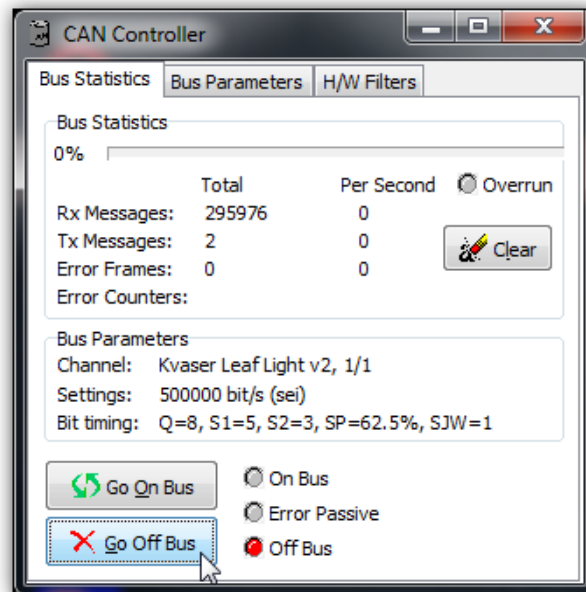 CAN Controller
Bus Statistics Bus Parameters H/W Filters
Bus Statistics
0%
Total Per Second Overrun
Rx Messages: 295976 0
Tx Messages: 2 0
Clear
Error Frames: 0 0
Error Counters:
Bus Parameters
Channel: Kvaser Leaf Light v2, 1/1
Settings: 500000 bit/s (sei)
Bit timing: Q=8, S1=5, S2=3, SP=62.5%, SJW=1
Go On Bus On Bus
Error Passive
Go Off Bus Off Bus